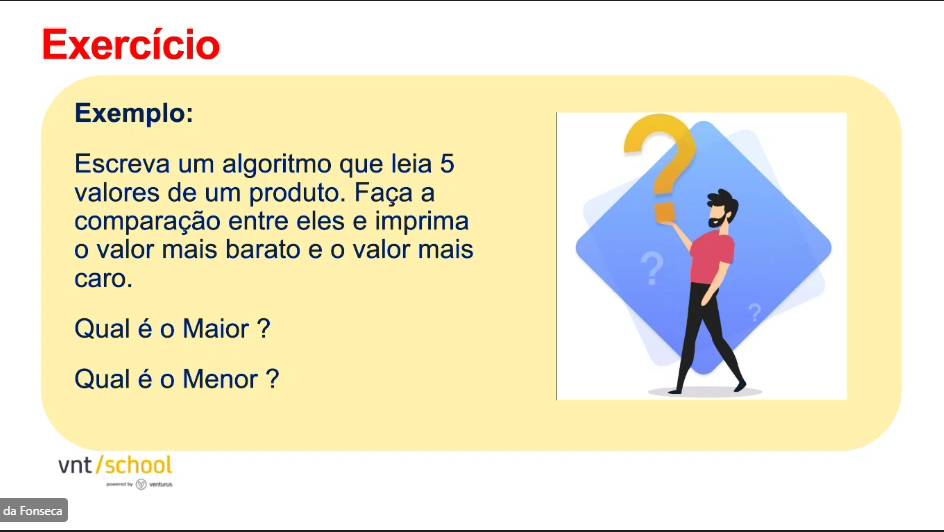 Exercício
Exemplo:
Escreva um algoritmo que leia 5
valores de um produto. Faça a
comparação entre eles e imprima
o valor mais barato e o valor mais
caro.
Qual é o Maior ?
Qual é o Menor ?
?
?
?
vnt/school
powered by venturus
da Fonseca